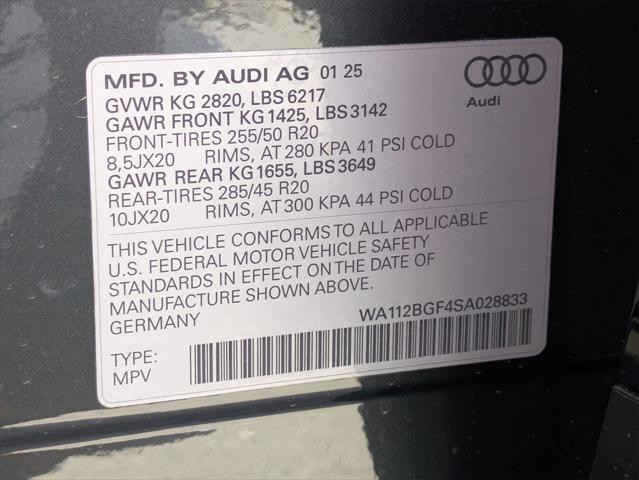 MFD. BY AUDI AG 01 25
Audi
GVWR KG 2820, LBS 6217
GAWR FRONT KG 1425, LBS 3142
FRONT-TIRES 255/50 R20
8,5JX20 RIMS, AT 280 KPA 41 PSI COLD
GAWR REAR KG 1655, LBS 3649
REAR-TIRES 285/45 R20
10JX20 RIMS, AT 300 KPA 44 PSI COLD
THIS VEHICLE CONFORMS TO ALL APPLICABLE
U.S. FEDERAL MOTOR VEHICLE SAFETY
STANDARDS IN EFFECT ON THE DATE OF
MANUFACTURE SHOWN ABOVE.
GERMANY
WA112BGF4SA028833
TYPE:
MPV